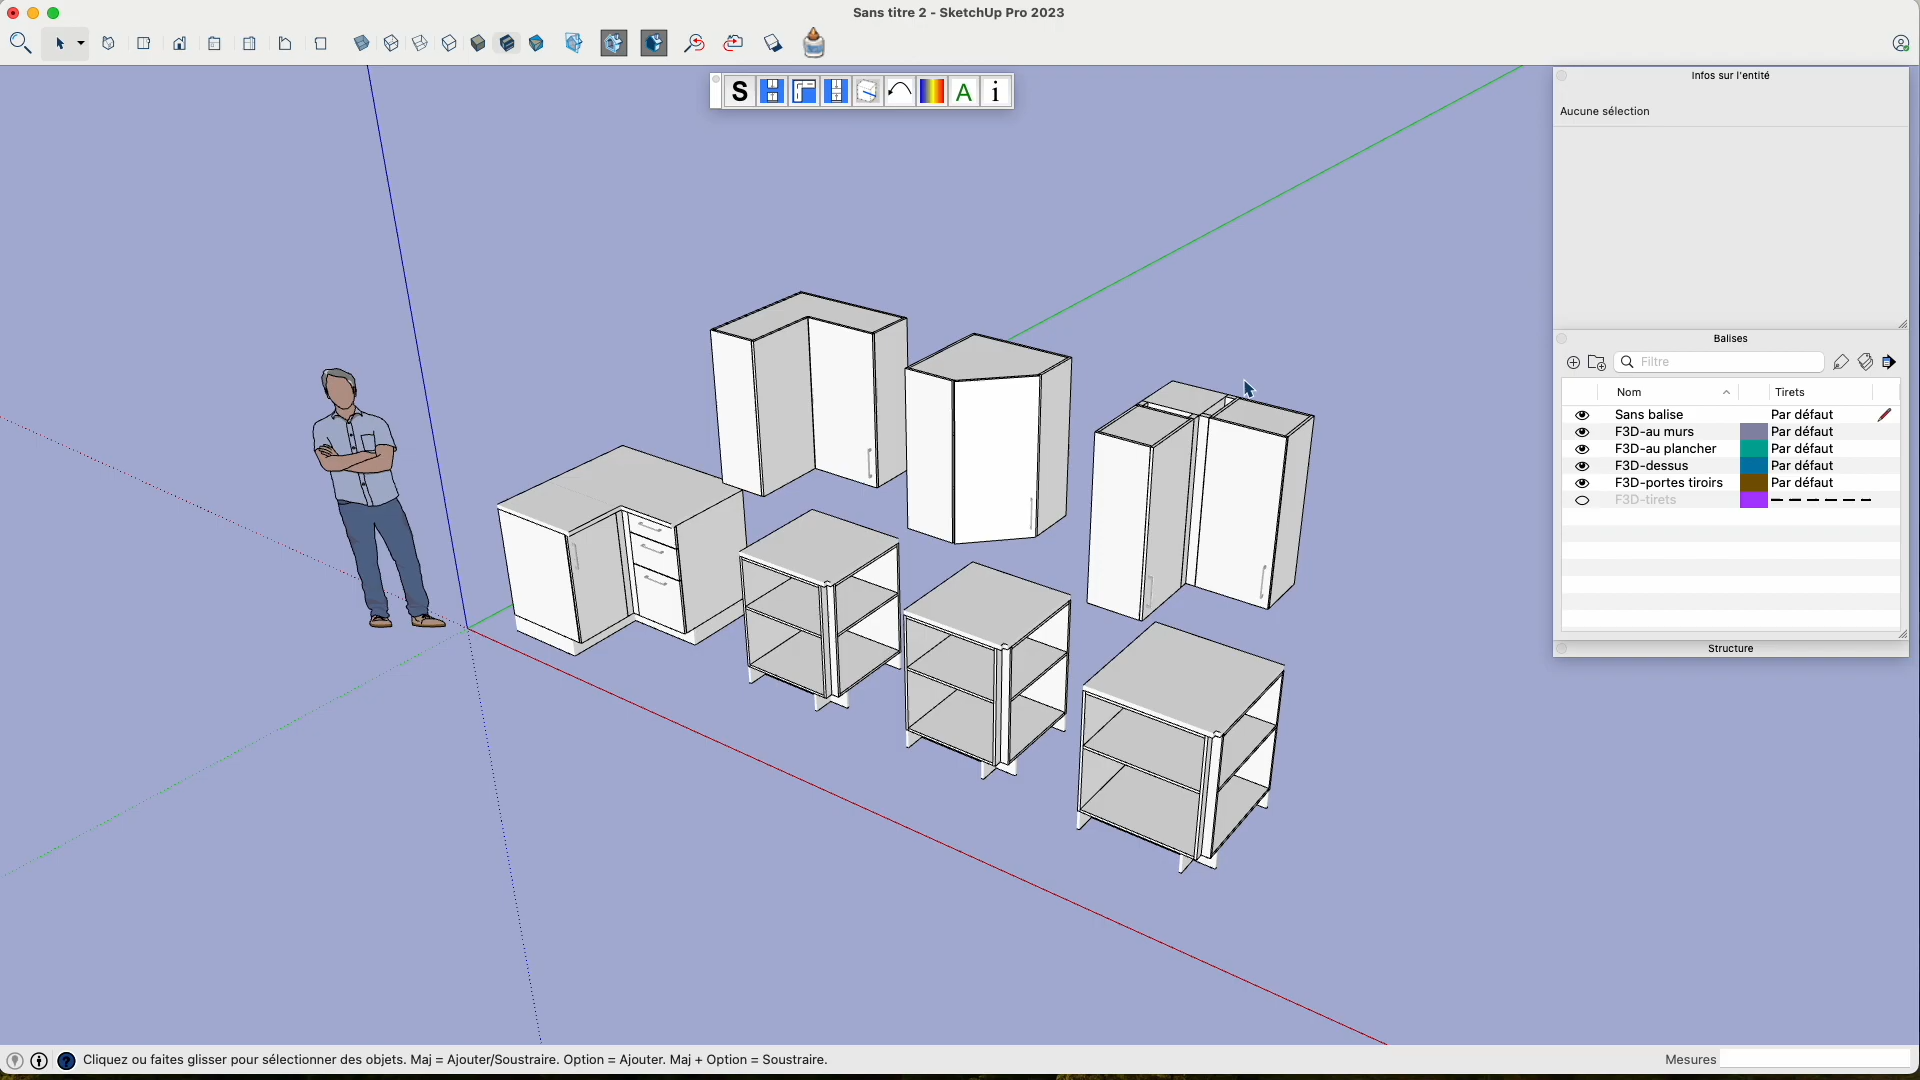 Sans titre 2 - SketchUp Pro 2023
S
A
i
Infos sur l'entité
Aucune sélection
Balises
Filtre
Nom Tirets
Sans balise Par défaut
F3D-au murs Par défaut
F3D-au plancher Par défaut
F3D-dessus Par défaut
F3D-portes tiroirs Par défaut
F3D-tirets
Structure
Cliquez ou faites glisser pour sélectionner des objets. Maj = Ajouter/Soustraire. Option = Ajouter. Maj + Option = Soustraire.
Mesures